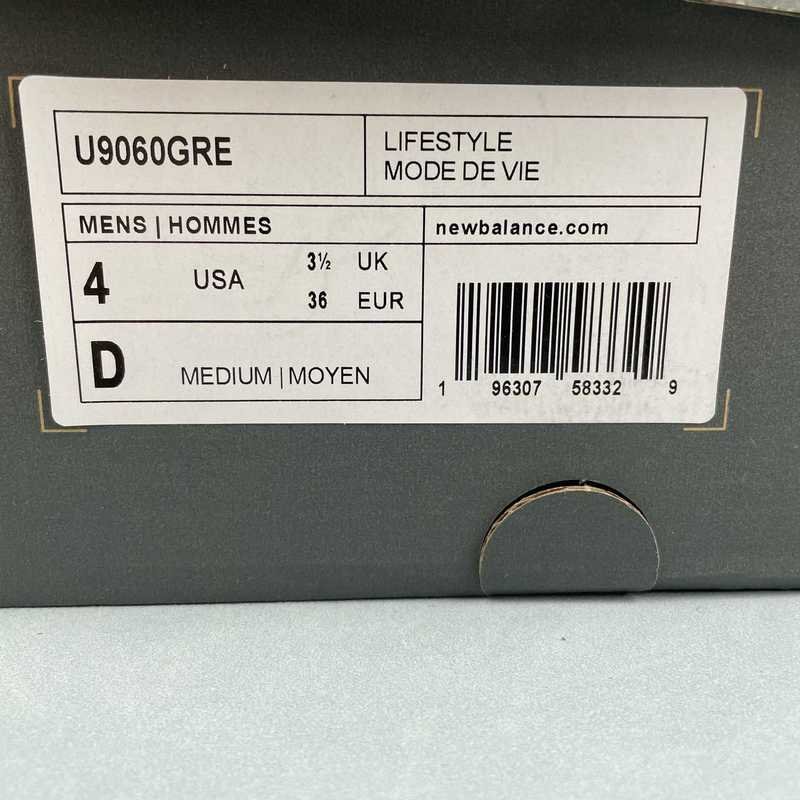 U9060GRE
LIFESTYLE
MODE DE VIE
MENS | HOMMES
newbalance.com
4 USA
3½ UK
36 EUR
D MEDIUM | MOYEN
1 96307 58332 9